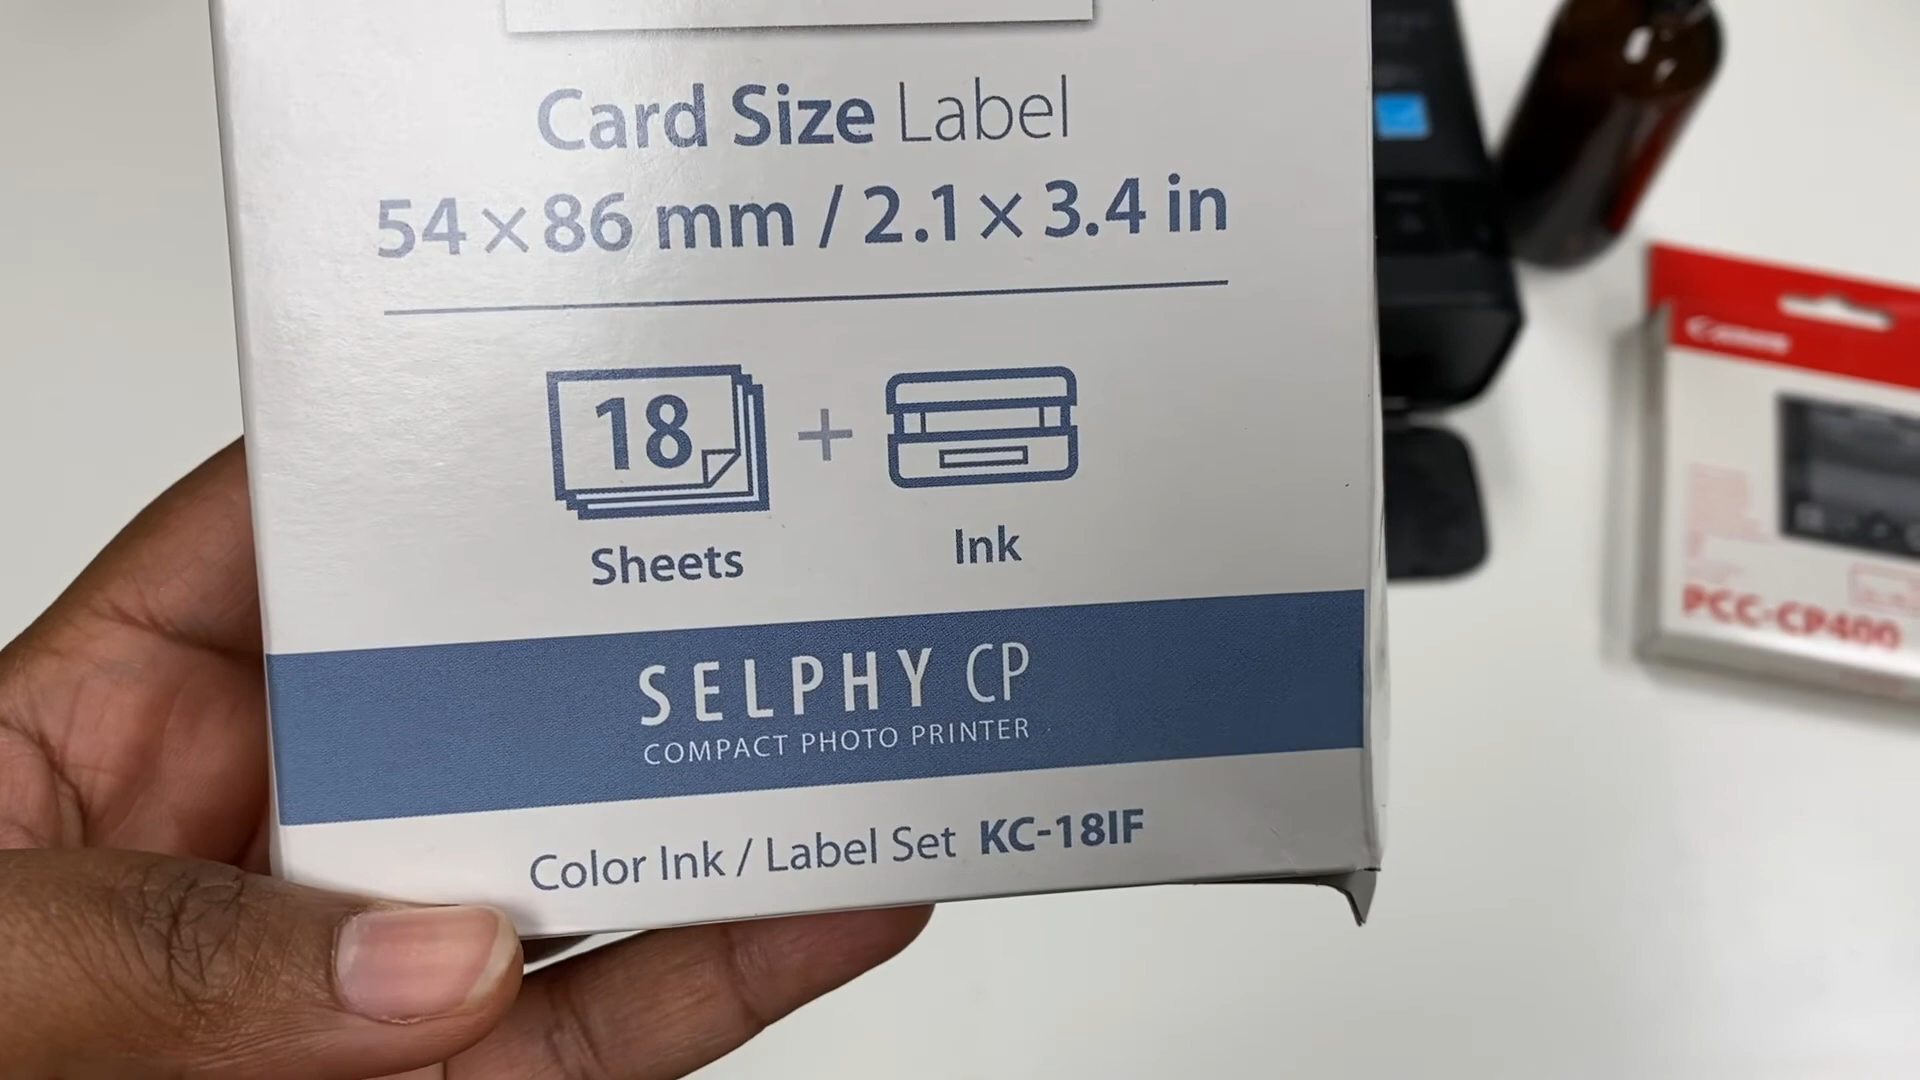 Card Size Label
54×86 mm / 2.1×3.4 in
18
+
Sheets
Ink
SELPHY CP
COMPACT PHOTO PRINTER
Color Ink / Label Set KC-18IF
Canon
PCC-CP400